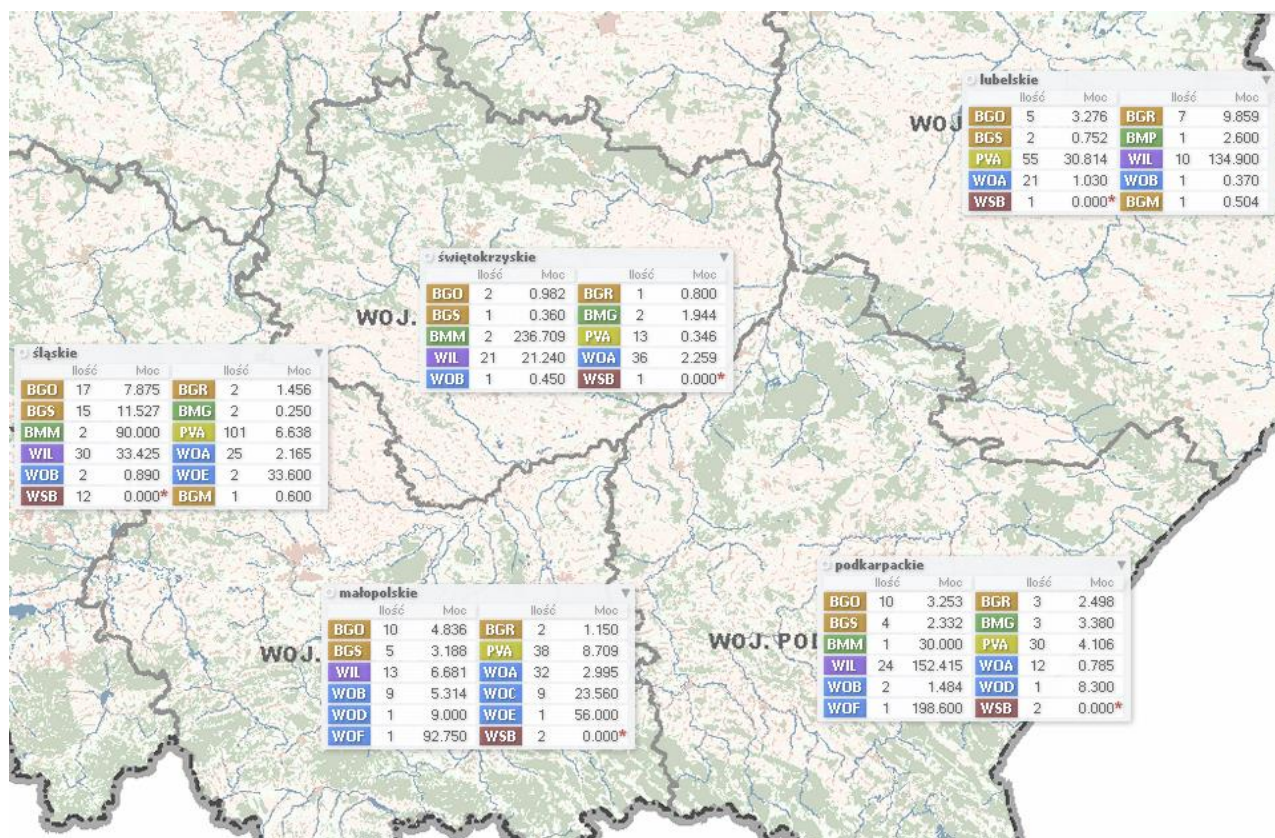 lubelskie
Ilość Moc Ilość Moc
BGO 5 3.276 BGR 7 9.859
BGS 2 0.752 BMP 1 2.600
PVA 55 30.814 WIL 10 134.900
WOA 21 1.030 WOB 1 0.370
WSB 1 0.000* BGM 1 0.504
WOJ
świętokrzyskie
Ilość Moc Ilość Moc
BGO 2 0.982 BGR 1 0.800
BGS 1 0.360 BMG 2 1.944
BMM 2 236.709 PVA 13 0.346
WIL 21 21.240 WOA 36 2.259
WOB 1 0.450 WSB 1 0.000*
WOJ.
śląskie
Ilość Moc Ilość Moc
BGO 17 7.875 BGR 2 1.456
BGS 15 11.527 BMG 2 0.250
BMM 2 90.000 PVA 101 6.638
WIL 30 33.425 WOA 25 2.165
WOB 2 0.890 WOE 2 33.600
WSB 12 0.000* BGM 1 0.600
podkarpackie
Ilość Moc Ilość Moc
BGO 10 3.253 BGR 3 2.498
BGS 4 2.332 BMG 3 3.380
BMM 1 30.000 PVA 30 4.106
WIL 24 152.415 WOA 12 0.785
WOB 2 1.484 WOD 1 8.300
WOF 1 198.600 WSB 2 0.000*
WOJ. POD
małopolskie
Ilość Moc Ilość Moc
BGO 10 4.836 BGR 2 1.150
BGS 5 3.188 PVA 38 8.709
WIL 13 6.681 WOA 32 2.995
WOB 9 5.314 WOC 9 23.560
WOD 1 9.000 WOE 1 56.000
WOF 1 92.750 WSB 2 0.000*
WOJ.